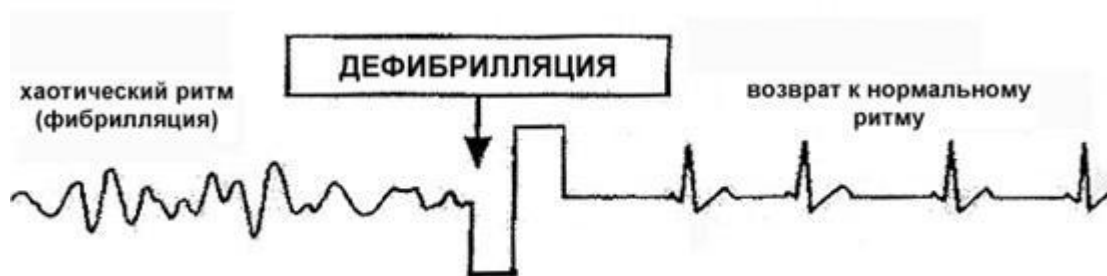 ДЕФИБРИЛЛЯЦИЯ
хаотический ритм
(фибрилляция)
возврат к нормальному
ритму